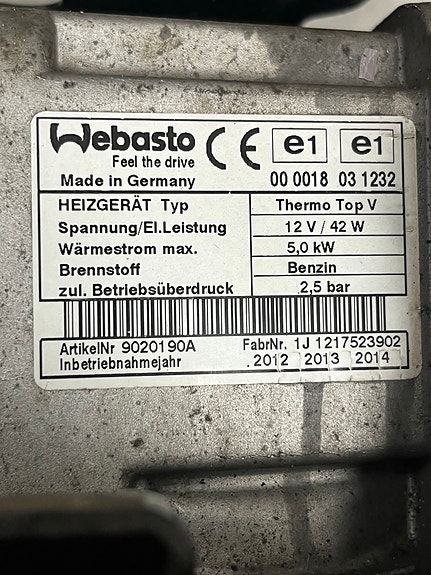 Webasto
Feel the drive
CE e1 e1
Made in Germany 00 0018 03 1232
HEIZGERÄT Typ Thermo Top V
Spannung/El.Leistung 12 V / 42 W
Wärmestrom max. 5,0 kW
Brennstoff Benzin
zul. Betriebsüberdruck 2,5 bar
ArtikelNr 9020190A FabrNr. 1J 1217523902
Inbetriebnahmejahr 2012 2013 2014